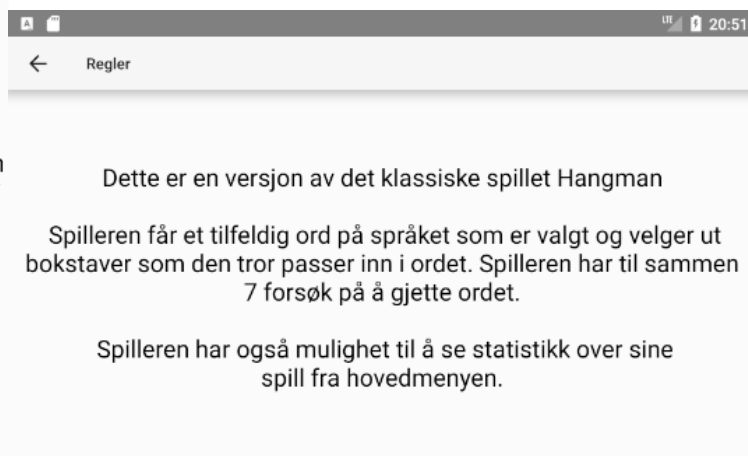 LTE 20:51
Regler
Dette er en versjon av det klassiske spillet Hangman
Spilleren får et tilfeldig ord på språket som er valgt og velger ut
bokstaver som den tror passer inn i ordet. Spilleren har til sammen
7 forsøk på å gjette ordet.
Spilleren har også mulighet til å se statistikk over sine
spill fra hovedmenyen.